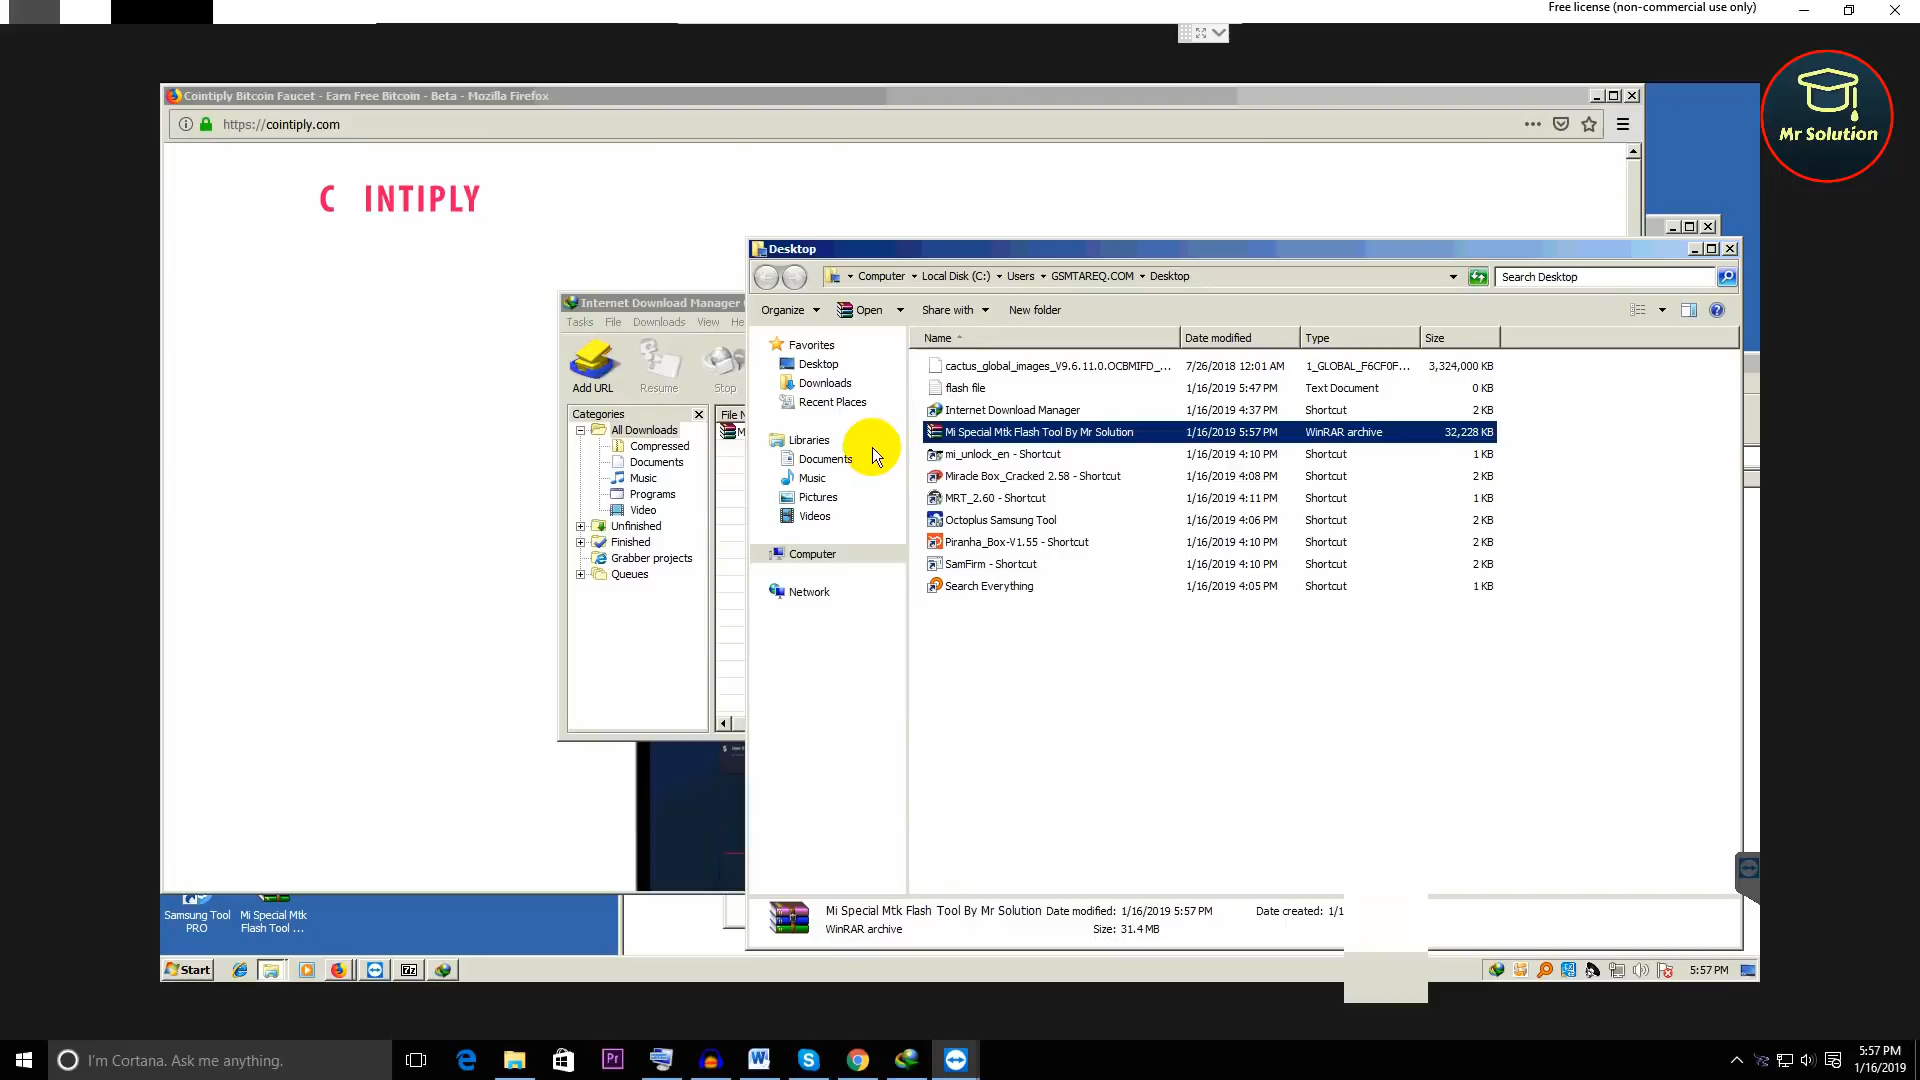 Free license (non-commercial use only)
Mr Solution
Cointiply Bitcoin Faucet - Earn Free Bitcoin - Beta - Mozilla Firefox
https://cointiply.com
C INTIPLY
Internet Download Manager
Tasks File Downloads View He
Add URL Resume Stop
Categories
File N
All Downloads
M
Compressed
Documents
Music
Programs
Video
Unfinished
Finished
Grabber projects
Queues
Desktop
Computer Local Disk (C:) Users GSMTAREQ.COM Desktop
Search Desktop
Organize Open Share with New folder
Favorites
Desktop
Downloads
Recent Places
Libraries
Documents
Music
Pictures
Videos
Computer
Network
Name Date modified Type Size
cactus_global_images_V9.6.11.0.OCBMIFD_... 7/26/2018 12:01 AM 1_GLOBAL_F6CF0F... 3,324,000 KB
flash file 1/16/2019 5:47 PM Text Document 0 KB
Internet Download Manager 1/16/2019 4:37 PM Shortcut 2 KB
Mi Special Mtk Flash Tool By Mr Solution 1/16/2019 5:57 PM WinRAR archive 32,228 KB
mi_unlock_en - Shortcut 1/16/2019 4:10 PM Shortcut 1 KB
Miracle Box_Cracked 2.58 - Shortcut 1/16/2019 4:08 PM Shortcut 2 KB
MRT_2.60 - Shortcut 1/16/2019 4:11 PM Shortcut 1 KB
Octoplus Samsung Tool 1/16/2019 4:06 PM Shortcut 2 KB
Piranha_Box-V1.55 - Shortcut 1/16/2019 4:10 PM Shortcut 2 KB
SamFirm - Shortcut 1/16/2019 4:10 PM Shortcut 2 KB
Search Everything 1/16/2019 4:05 PM Shortcut 1 KB
Mi Special Mtk Flash Tool By Mr Solution Date modified: 1/16/2019 5:57 PM Date created: 1/1
WinRAR archive Size: 31.4 MB
Samsung Tool
PRO
Mi Special Mtk
Flash Tool ...
Start
7z
5:57 PM
I'm Cortana. Ask me anything.
Pr
5:57 PM
1/16/2019